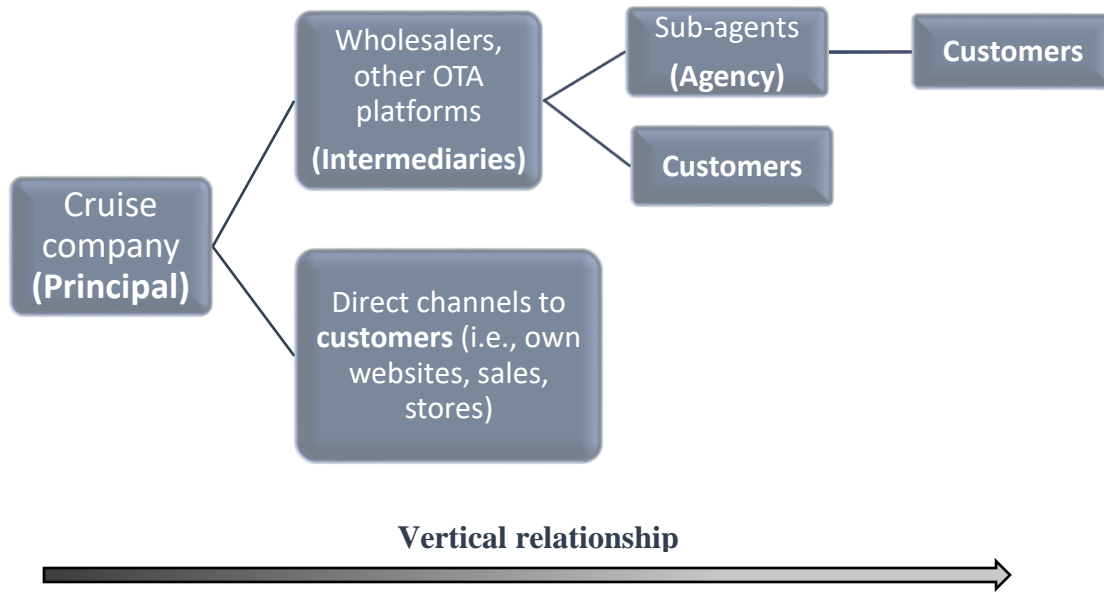 Cruise
company
(Principal)
Wholesalers,
other OTA
platforms
(Intermediaries)
Sub-agents
(Agency)
Customers
Customers
Direct channels to
customers (i.e., own
websites, sales,
stores)
Vertical relationship